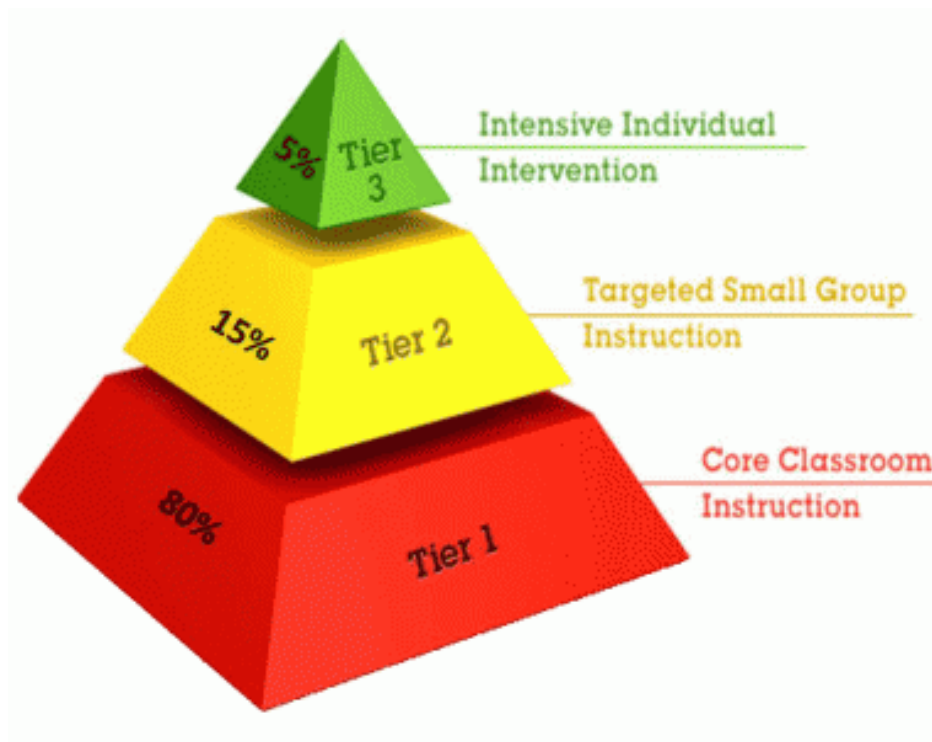 5%
Tier
3
Intensive Individual
Intervention
15%
Tier 2
Targeted Small Group
Instruction
80%
Tier 1
Core Classroom
Instruction